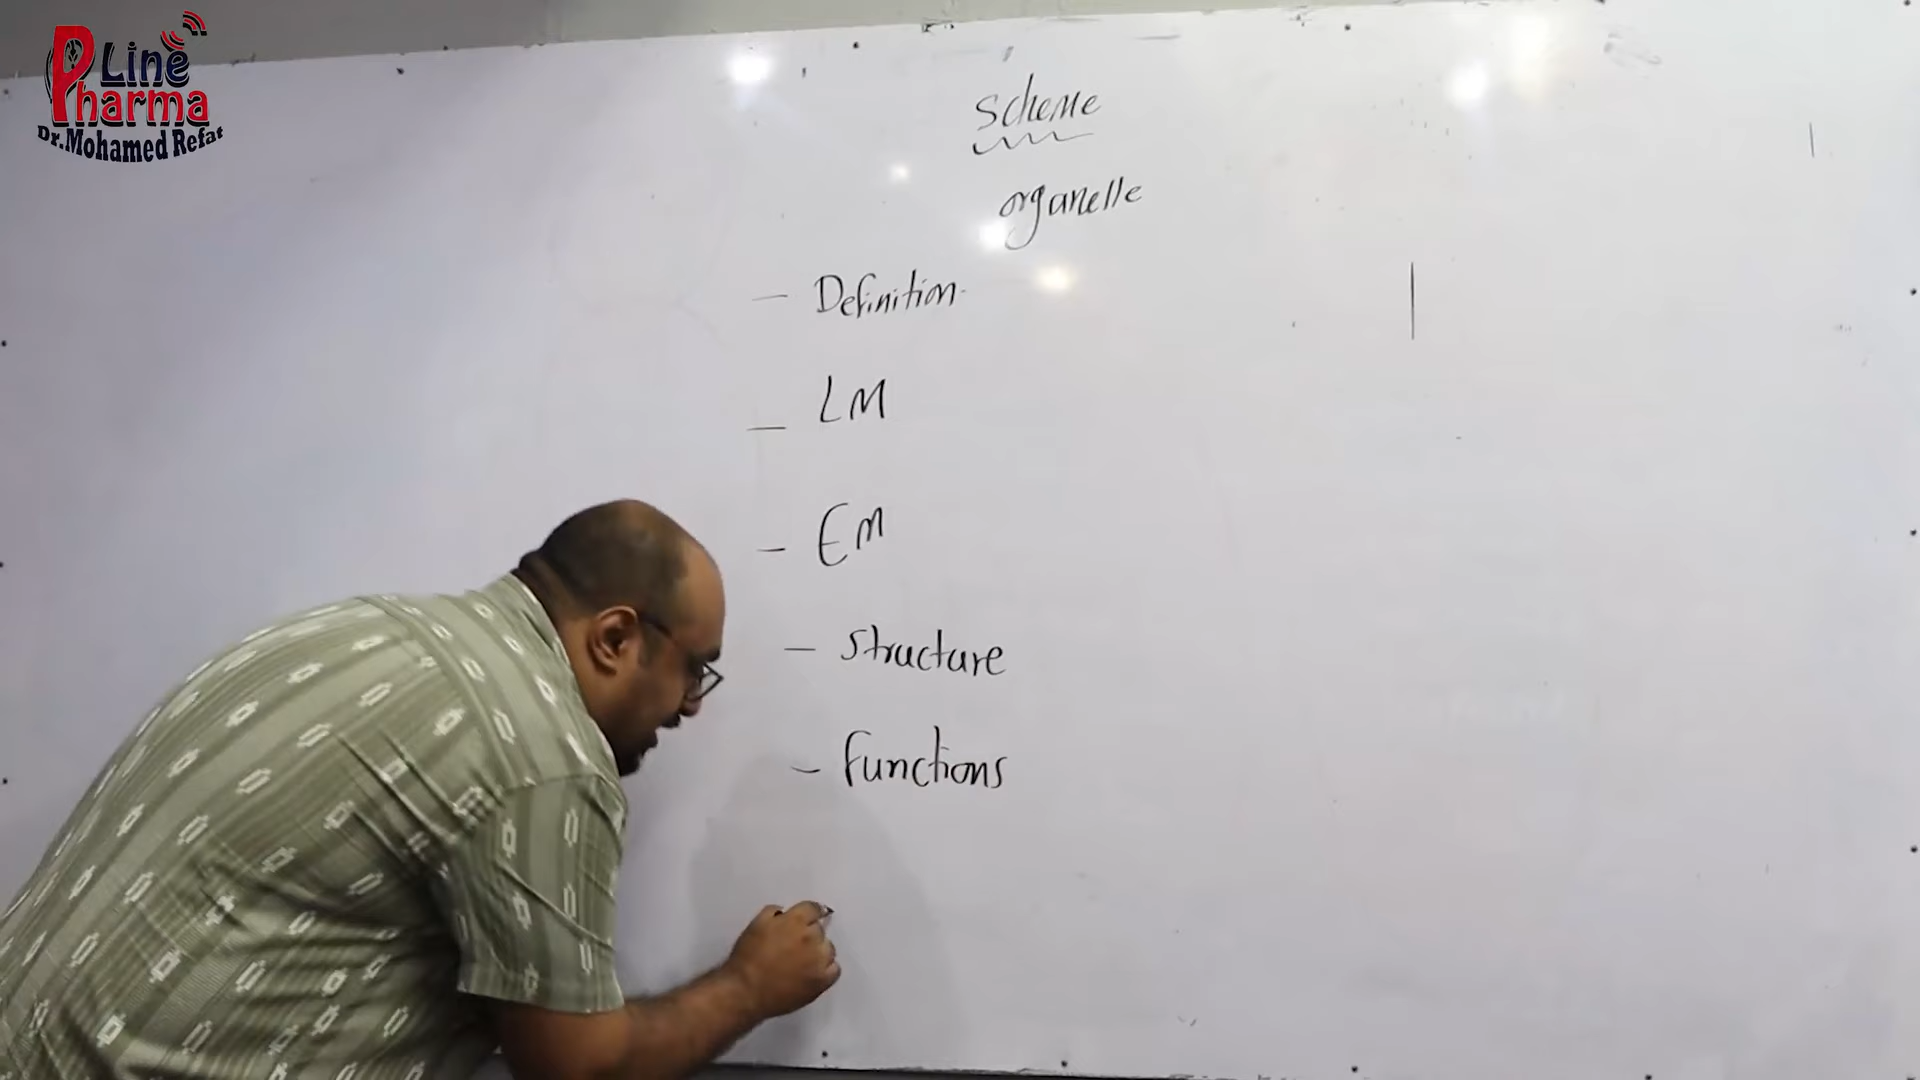 Line
Pharma
Dr.Mohamed Refat
Scheme
organelle
- Definition
- LM
- EM
- Structure
- Functions